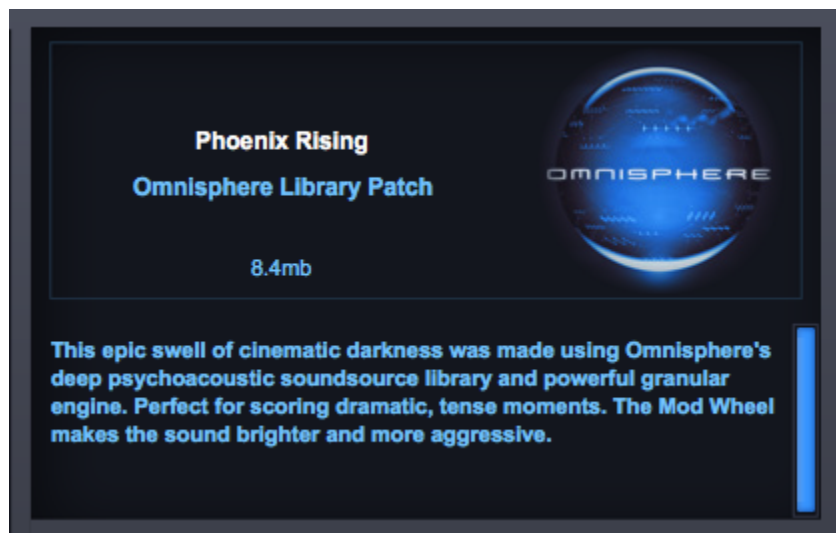 Phoenix Rising
Omnisphere Library Patch
OMNISPHERE
8.4mb
This epic swell of cinematic darkness was made using Omnisphere's
deep psychoacoustic soundsource library and powerful granular
engine. Perfect for scoring dramatic, tense moments. The Mod Wheel
makes the sound brighter and more aggressive.